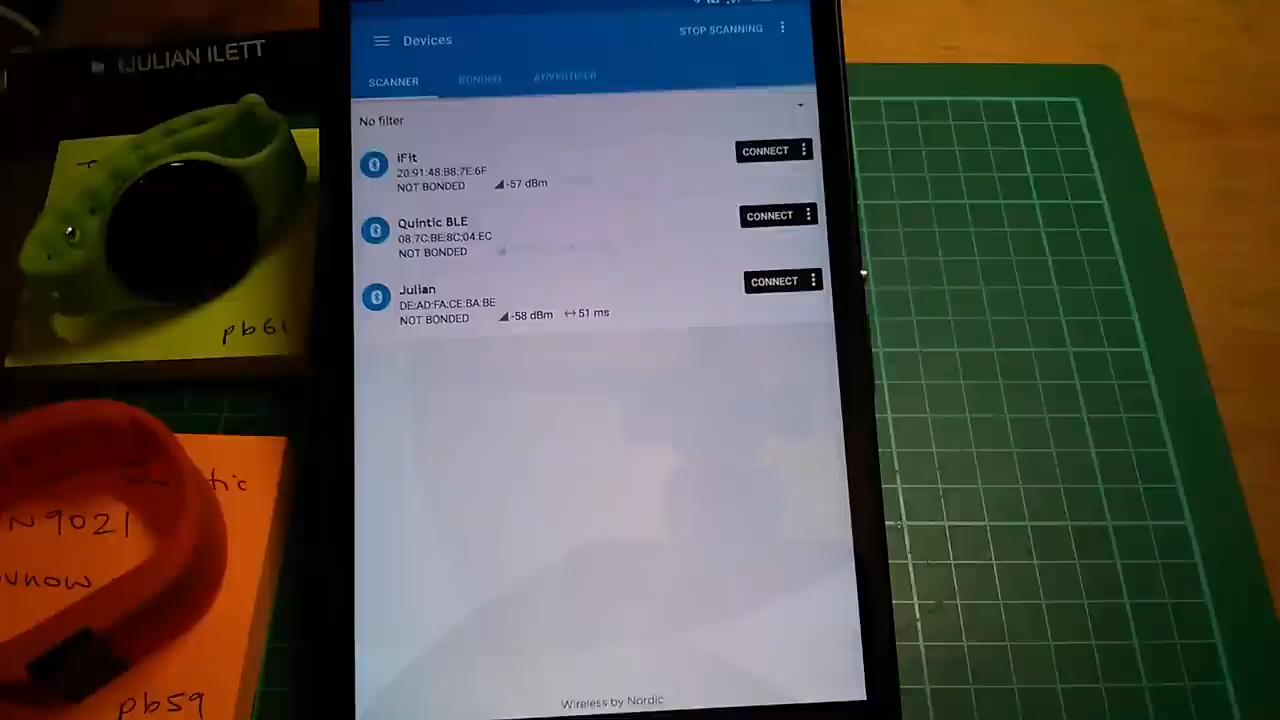 JULIAN ILETT
Devices
STOP SCANNING
SCANNER
BONDED
ADVERTISER
No filter
iFit
20:91:48:B8:7E:6F
NOT BONDED
-57 dBm
CONNECT
Quintic BLE
08:7C:BE:8C:04:EC
NOT BONDED
CONNECT
Julian
DE:AD:FA:CE:BA:BE
NOT BONDED
-58 dBm
↔51 ms
CONNECT
Wireless by Nordic
pb61
tic
N9021
pb59